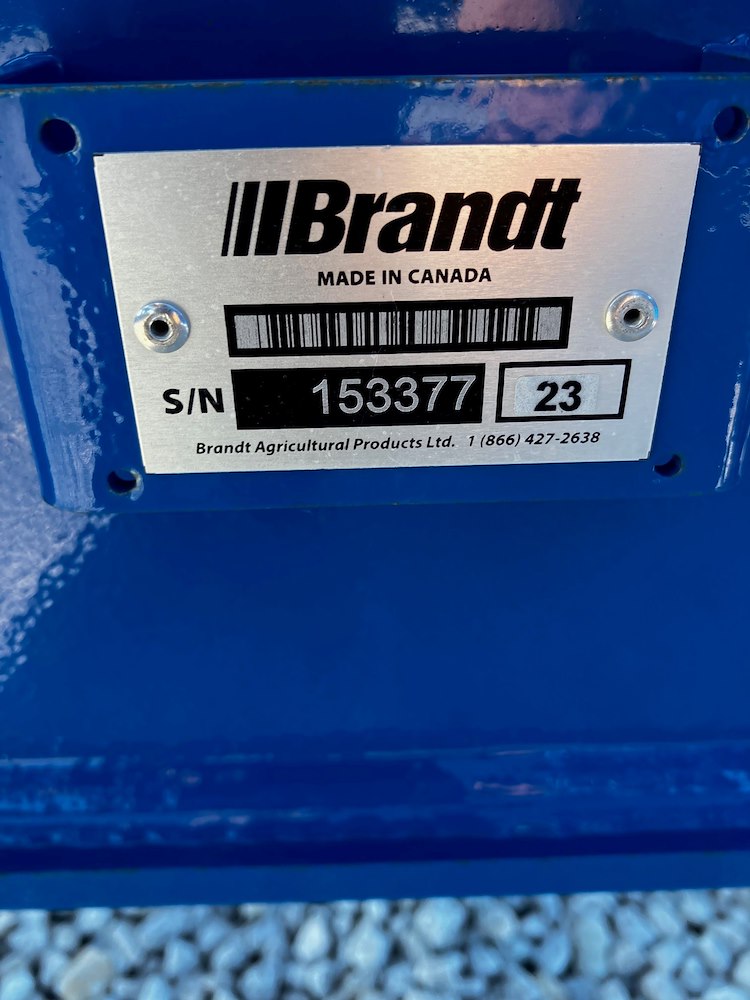 Brandt
MADE IN CANADA
S/N 153377 23
Brandt Agricultural Products Ltd. 1 (866) 427-2638